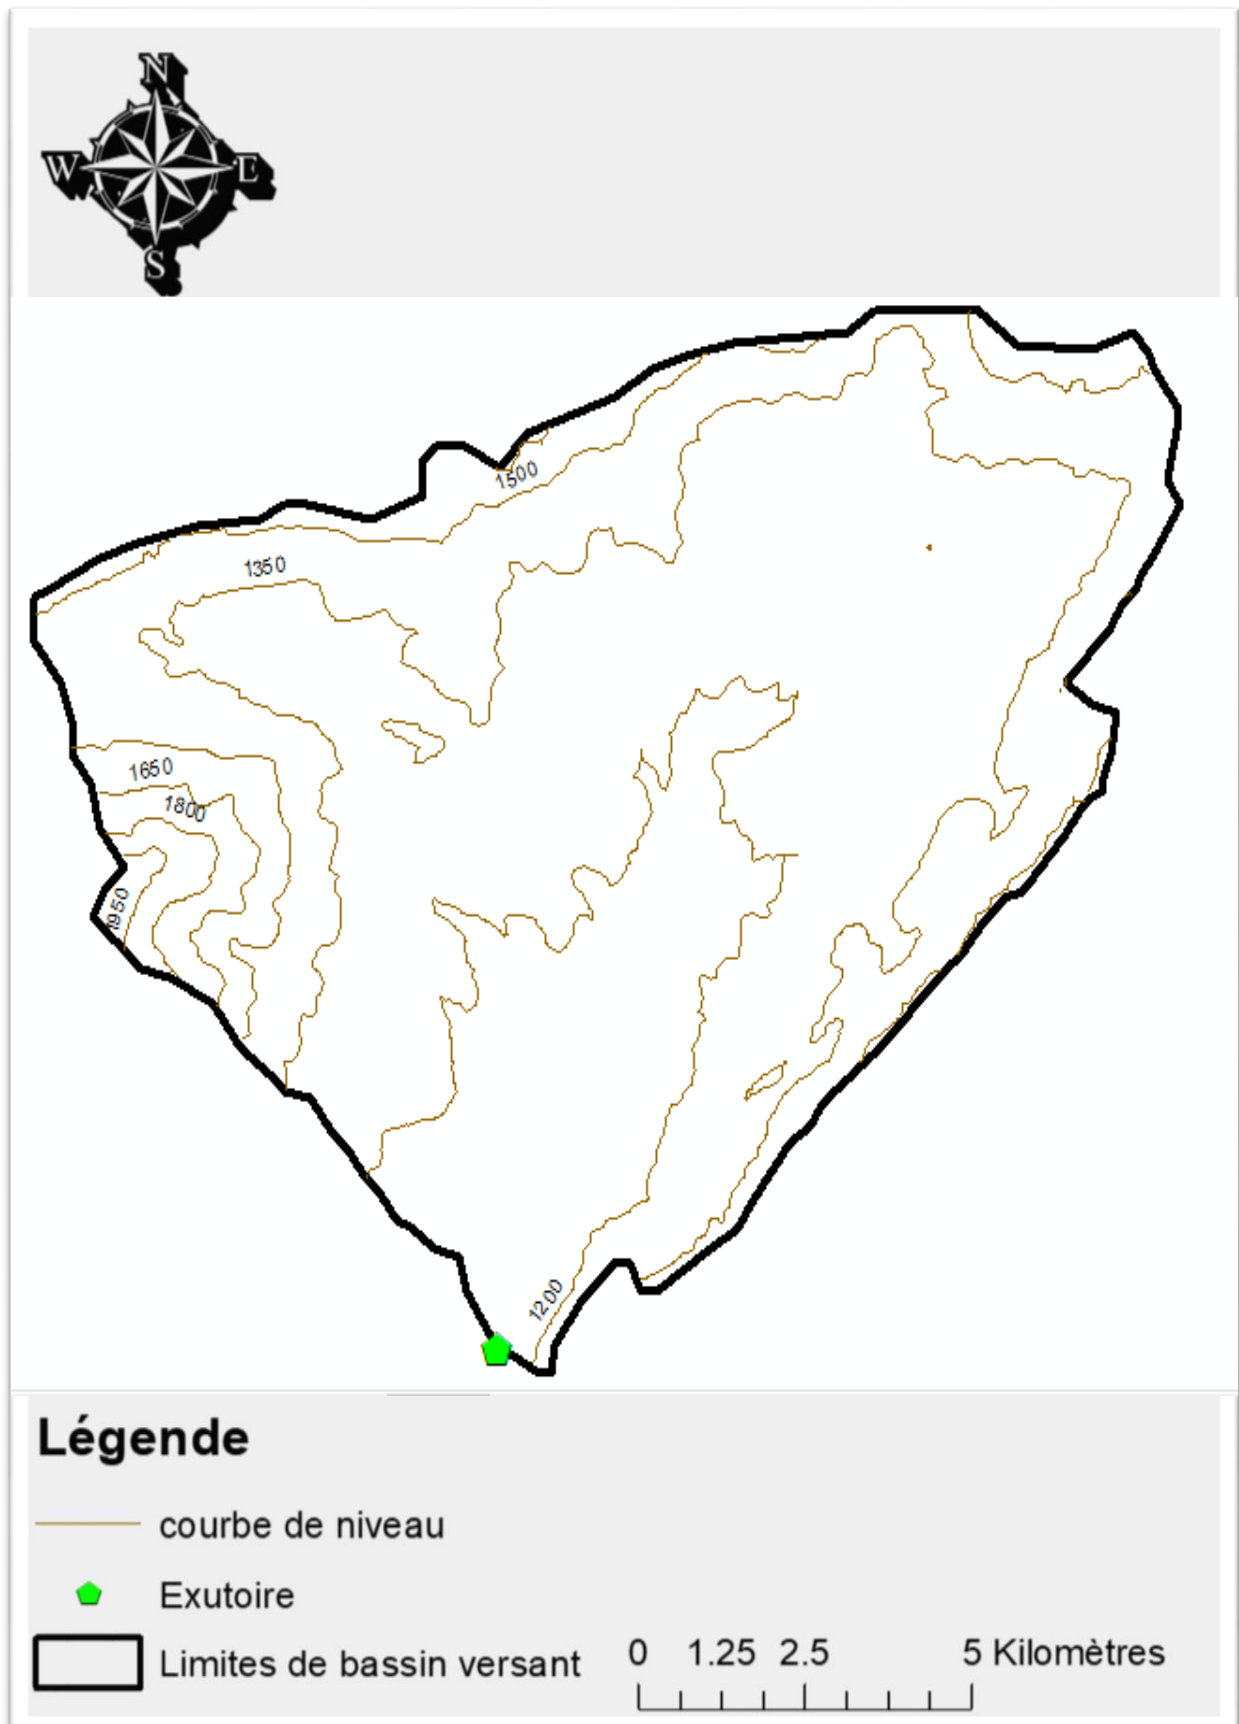 N
W E
S
1500
1350
1650
1800
1950
1200
Légende
courbe de niveau
Exutoire
Limites de bassin versant
0 1.25 2.5 5 Kilomètres